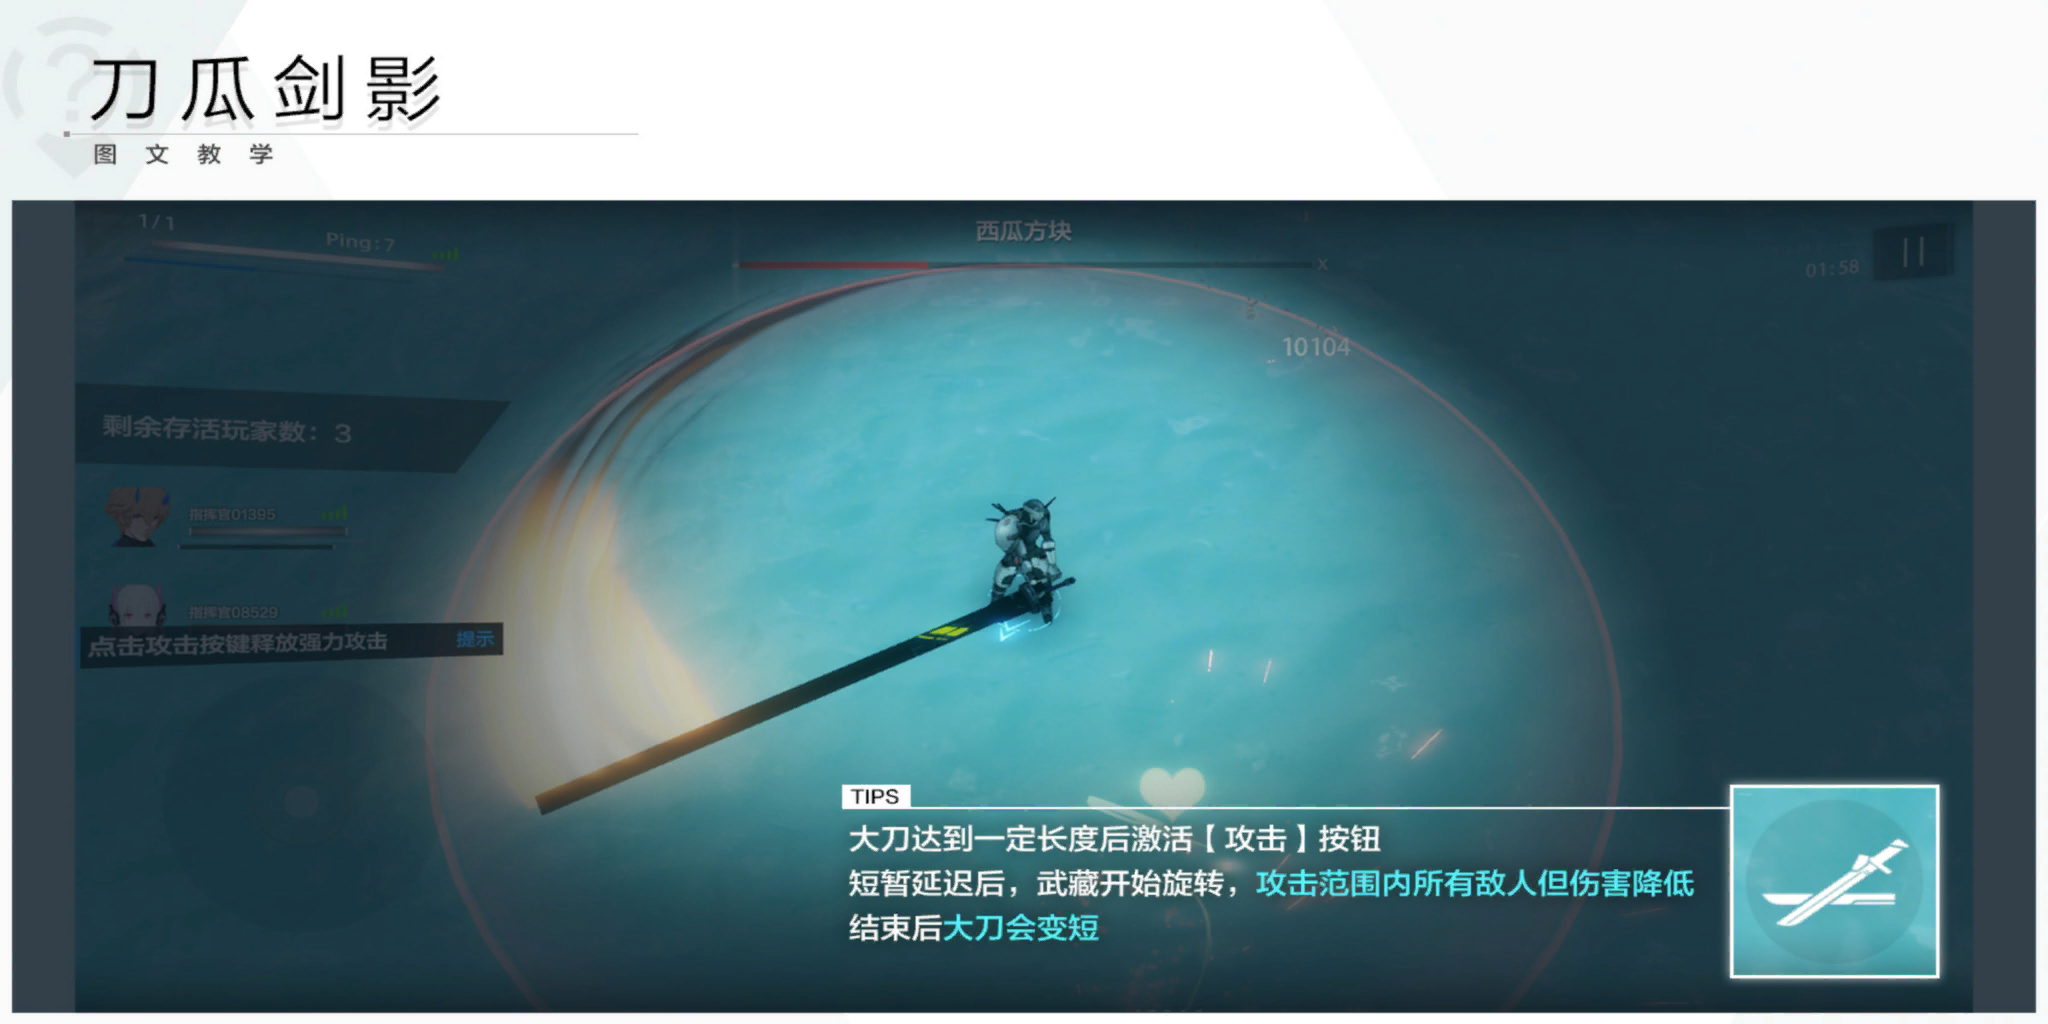 刀瓜剑影
图文教学
1/1
Ping:7
西瓜方块
x
01:58
10104
剩余存活玩家数：3
指挥官01395
指挥官08529
点击攻击按键释放强力攻击 提示
TIPS
大刀达到一定长度后激活【攻击】按钮
短暂延迟后，武藏开始旋转，攻击范围内所有敌人但伤害降低
结束后大刀会变短